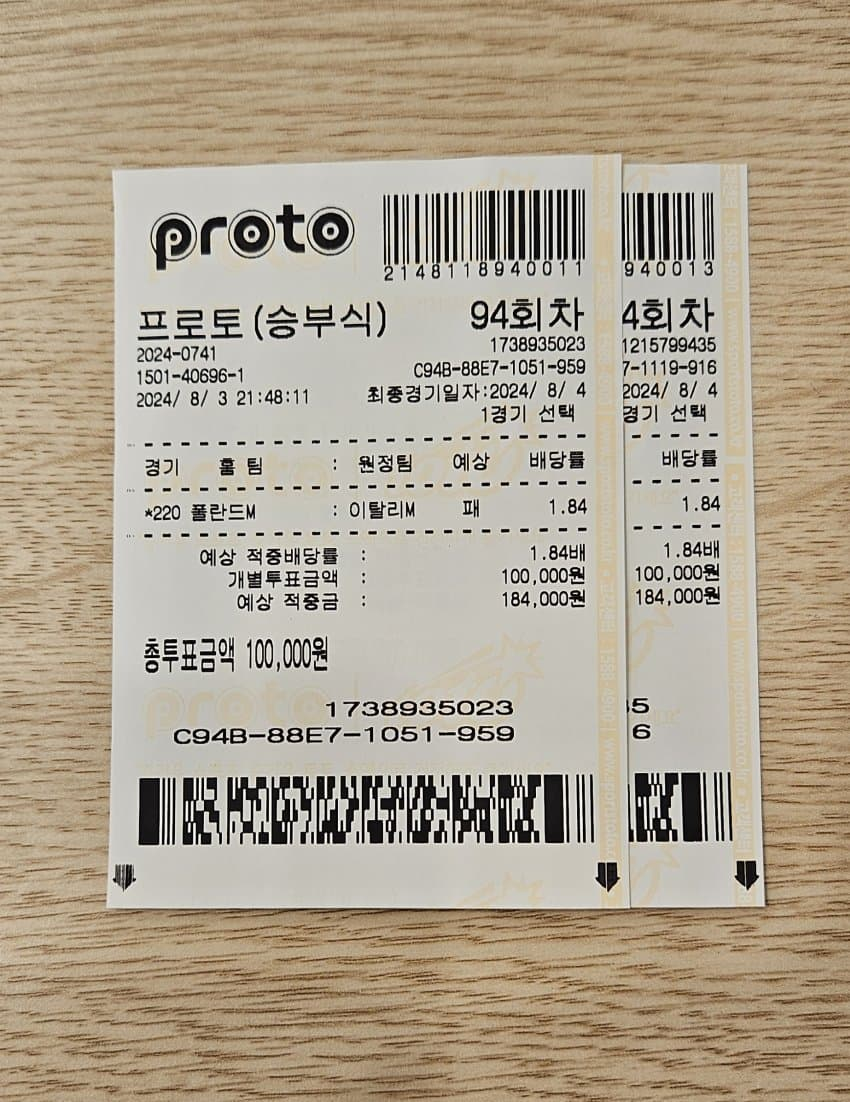 proto
2148118940011
940013
프로토(승부식) 94회차
4회차
2024-0741 1738935023
1215799435
1501-40696-1 C94B-88E7-1051-959
7-1119-916
2024/ 8/ 3 21:48:11 최종경기일자:2024/ 8/ 4
2024/ 8/ 4
1경기 선택
경기 선택
경기 홈 팀 : 원정팀 예상 배당률
배당률
*220 폴란드M : 이탈리M 패 1.84
1.84
예상 적중배당률 : 1.84배
1.84배
개별투표금액 : 100,000원
100,000원
예상 적중금 : 184,000원
184,000원
총투표금액 100,000원
1738935023
35
C94B-88E7-1051-959
6